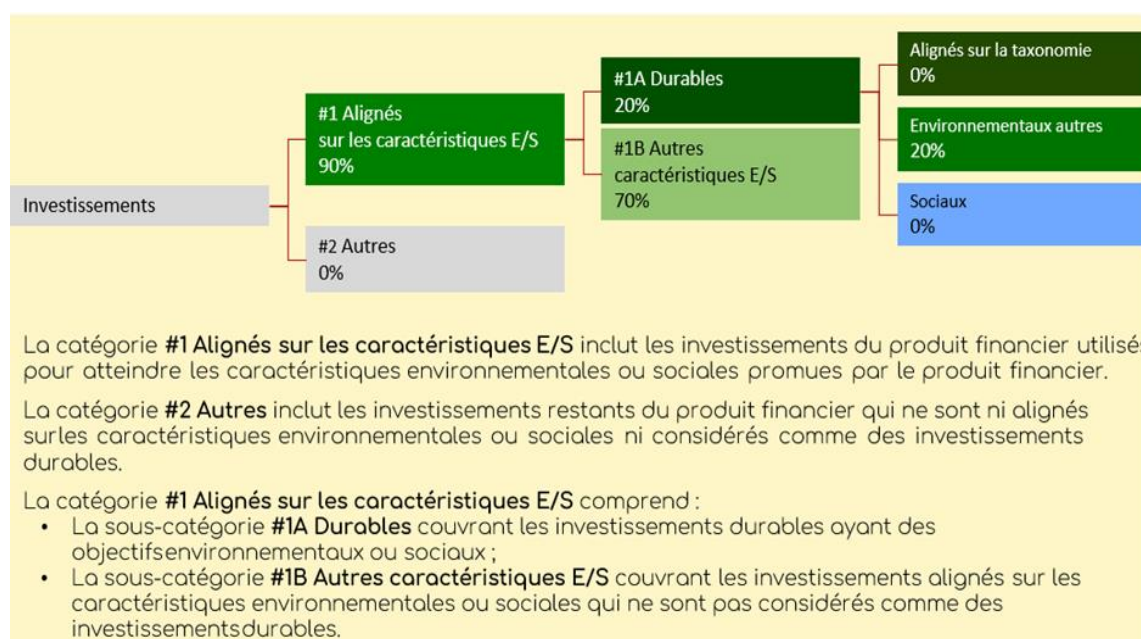 Investissements
#1 Alignés
sur les caractéristiques E/S
90%
#2 Autres
0%
#1A Durables
20%
#1B Autres
caractéristiques E/S
70%
Alignés sur la taxonomie
0%
Environnementaux autres
20%
Sociaux
0%
La catégorie #1 Alignés sur les caractéristiques E/S inclut les investissements du produit financier utilisés
pour atteindre les caractéristiques environnementales ou sociales promues par le produit financier.
La catégorie #2 Autres inclut les investissements restants du produit financier qui ne sont ni alignés
surles caractéristiques environnementales ou sociales ni considérés comme des investissements
durables.
La catégorie #1 Alignés sur les caractéristiques E/S comprend :
• La sous-catégorie #1A Durables couvrant les investissements durables ayant des
objectifsenvironnementaux ou sociaux ;
• La sous-catégorie #1B Autres caractéristiques E/S couvrant les investissements alignés sur les
caractéristiques environnementales ou sociales qui ne sont pas considérés comme des
investissementsdurables.